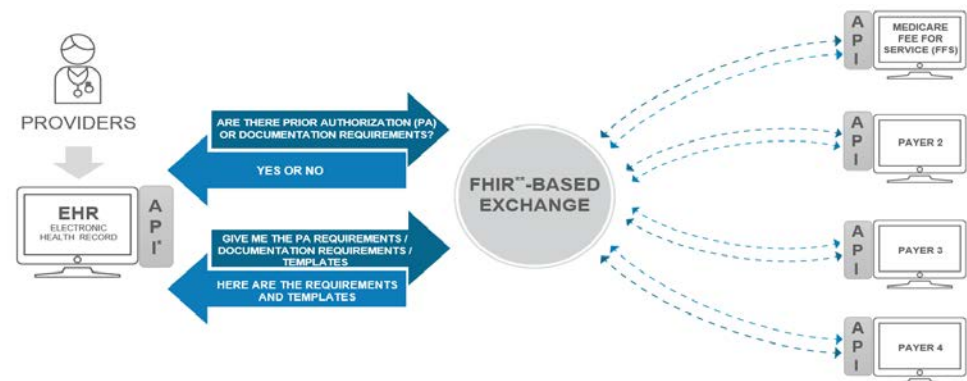 PROVIDERS
EHR
ELECTRONIC
HEALTH RECORD
A
P
I*
ARE THERE PRIOR AUTHORIZATION (PA)
OR DOCUMENTATION REQUIREMENTS?
YES OR NO
GIVE ME THE PA REQUIREMENTS /
DOCUMENTATION REQUIREMENTS /
TEMPLATES
HERE ARE THE REQUIREMENTS
AND TEMPLATES
FHIR**-BASED
EXCHANGE
A
P
I
MEDICARE
FEE FOR
SERVICE (FFS)
A
P
I
PAYER 2
A
P
I
PAYER 3
A
P
I
PAYER 4